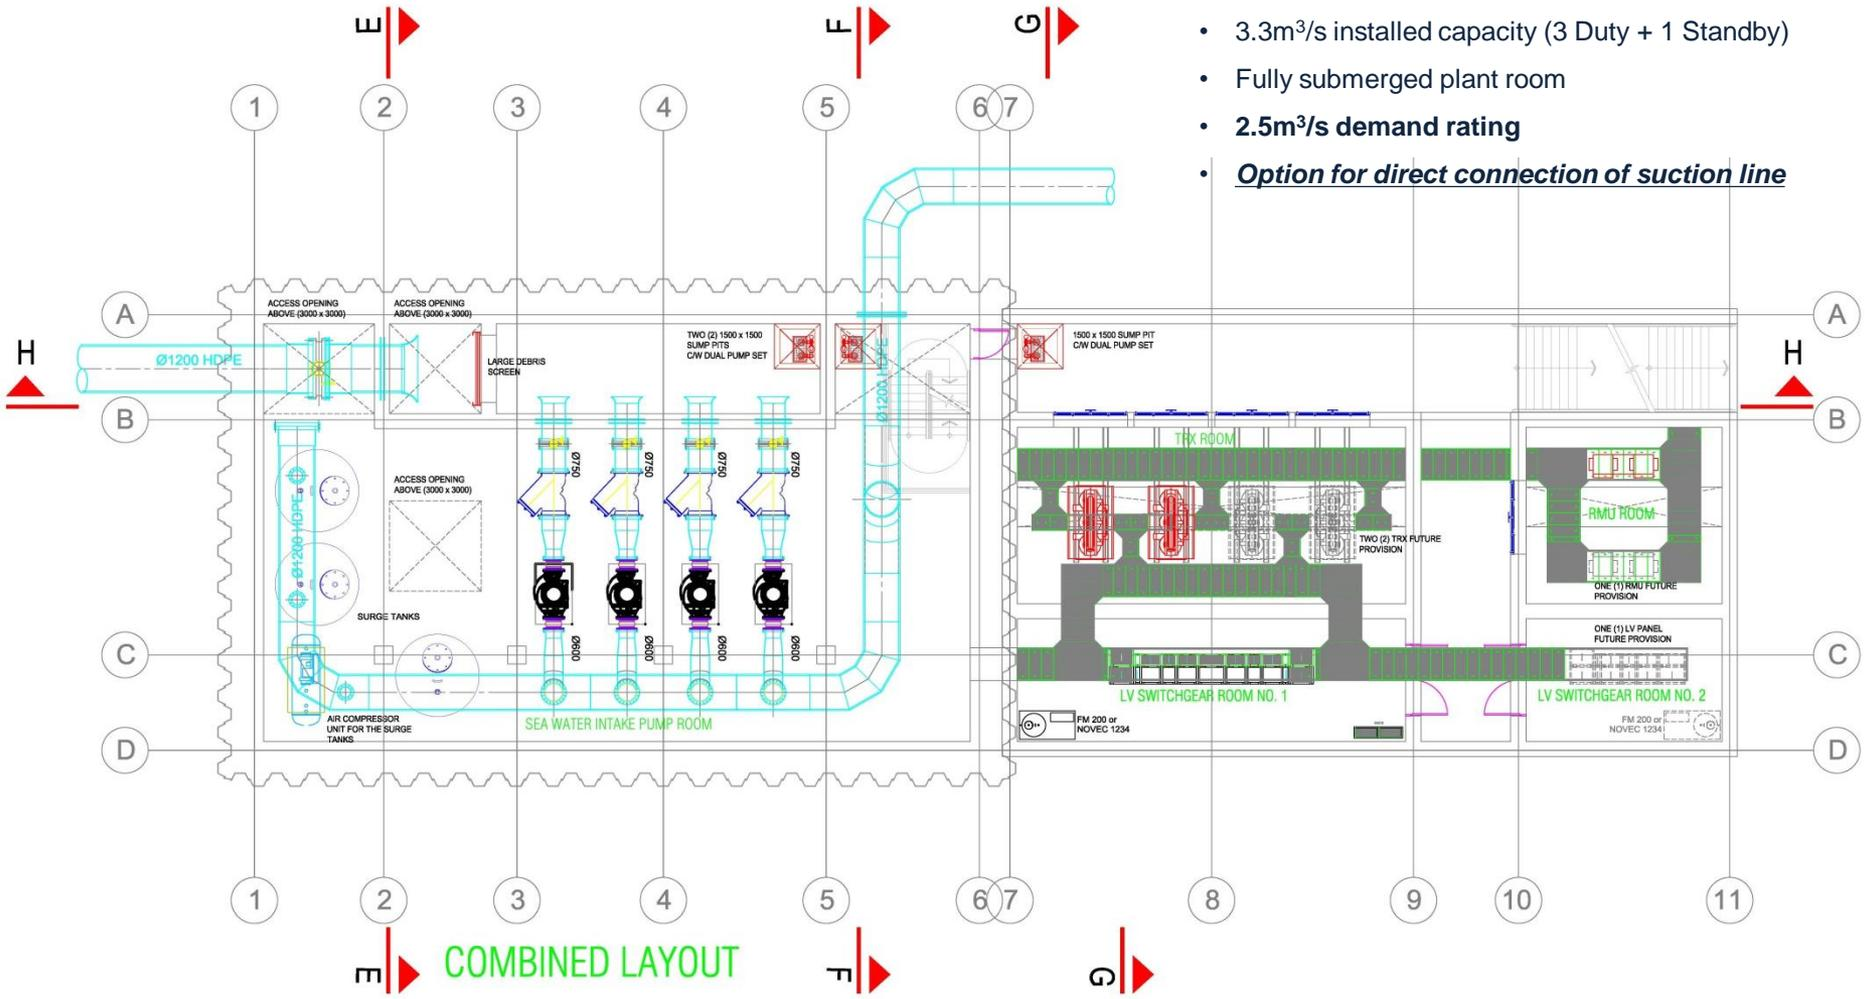 E
F
G
• 3.3m³/s installed capacity (3 Duty + 1 Standby)
• Fully submerged plant room
• 2.5m³/s demand rating
• Option for direct connection of suction line
1
2
3
4
5
6
7
A
ACCESS OPENING
ABOVE (3000 x 3000)
ACCESS OPENING
ABOVE (3000 x 3000)
TWO (2) 1500 x 1500
SUMP PITS
C/W DUAL PUMP SET
1500 x 1500 SUMP PIT
C/W DUAL PUMP SET
A
H
Ø1200 HDPE
LARGE DEBRIS
SCREEN
Ø1200 HDPE
H
B
B
TRX ROOM
Ø750
Ø750
Ø750
Ø750
ACCESS OPENING
ABOVE (3000 x 3000)
Ø1200 HDPE
RMU ROOM
TWO (2) TRX FUTURE
PROVISION
ONE (1) RMU FUTURE
PROVISION
SURGE TANKS
ONE (1) LV PANEL
FUTURE PROVISION
C
Ø600
Ø600
Ø600
Ø600
C
LV SWITCHGEAR ROOM NO. 1
LV SWITCHGEAR ROOM NO. 2
AIR COMPRESSOR
UNIT FOR THE SURGE
TANKS
SEA WATER INTAKE PUMP ROOM
FM 200 or
NOVEC 1234
FM 200 or
NOVEC 1234
D
D
1
2
3
4
5
6
7
8
9
10
11
E
COMBINED LAYOUT
F
G